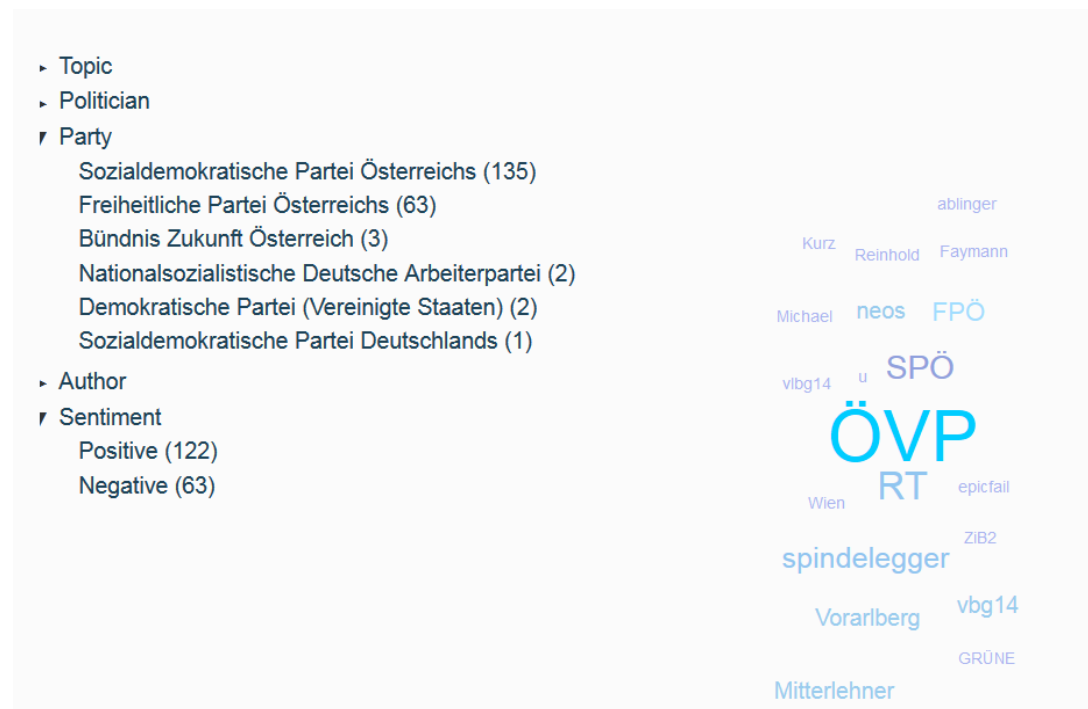 Topic
Politician
Party
Sozialdemokratische Partei Österreichs (135)
Freiheitliche Partei Österreichs (63)
Bündnis Zukunft Österreich (3)
Nationalsozialistische Deutsche Arbeiterpartei (2)
Demokratische Partei (Vereinigte Staaten) (2)
Sozialdemokratische Partei Deutschlands (1)
Author
Sentiment
Positive (122)
Negative (63)
ablinger
Kurz Reinhold Faymann
Michael neos FPÖ
vlbg14 u SPÖ
ÖVP
Wien RT epicfail
ZiB2
spindelegger
Vorarlberg vbg14
GRÜNE
Mitterlehner